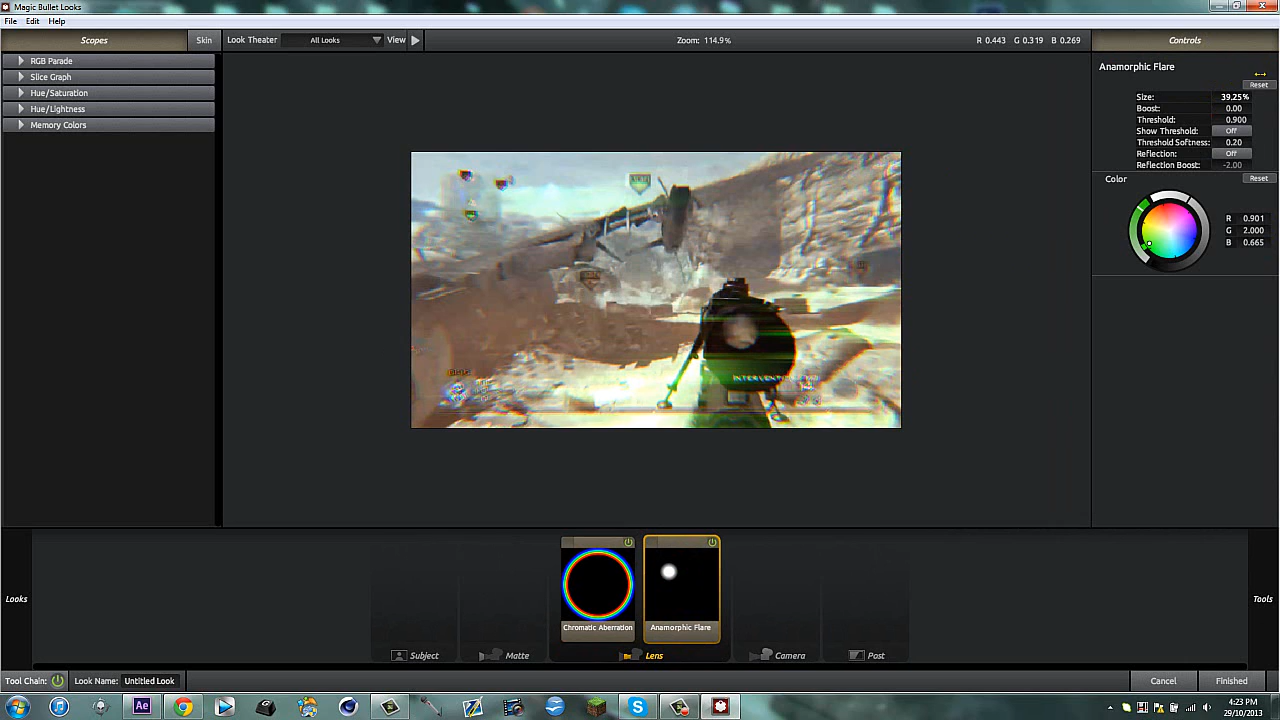 Magic Bullet Looks
File Edit Help
Scopes Skin Look Theater All Looks View Zoom: 114.9% R 0.443 G 0.319 B 0.269 Controls
RGB Parade
Slice Graph
Hue/Saturation
Hue/Lightness
Memory Colors
Anamorphic Flare
Reset
Size: 39.25%
Boost: 0.00
Threshold: 0.900
Show Threshold: Off
Threshold Softness: 0.20
Reflection: Off
Reflection Boost: -2.00
Color Reset
R 0.901
G 2.000
B 0.665
Chromatic Aberration Anamorphic Flare
Looks Tools
Subject Matte Lens Camera Post
Tool Chain: Look Name: Untitled Look Cancel Finished
Ae S
4:23 PM
29/10/2013